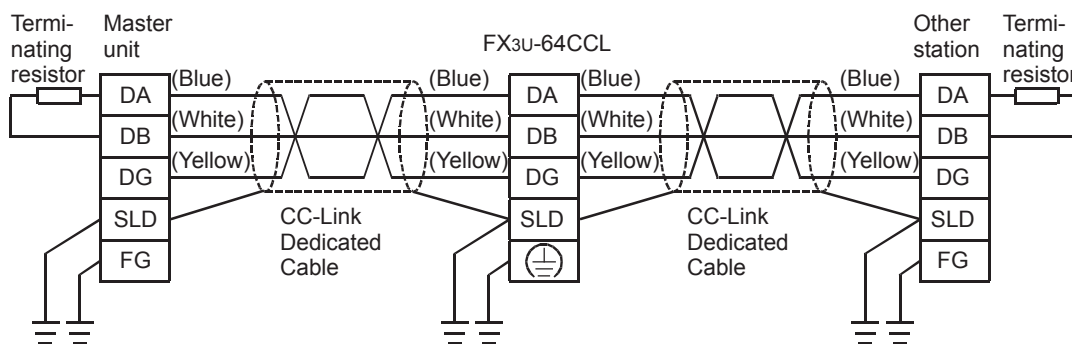 Termi-
nating
resistor
Master
unit
FX3U-64CCL
Other
station
Termi-
nating
resistor
(Blue)
(Blue)
(Blue)
(Blue)
DA
DA
DA
(White)
(White)
(White)
(White)
DB
DB
DB
(Yellow)
(Yellow)
(Yellow)
(Yellow)
DG
DG
DG
SLD
SLD
SLD
FG
FG
CC-Link
Dedicated
Cable
CC-Link
Dedicated
Cable